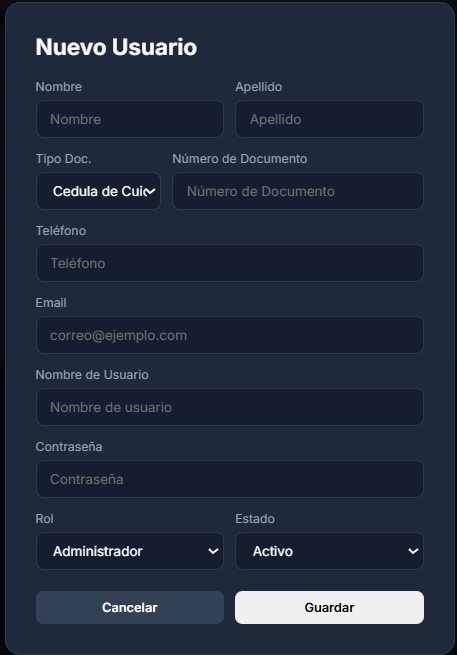 Nuevo Usuario
Nombre Apellido
Nombre Apellido
Tipo Doc. Número de Documento
Cedula de Número de Documento
Teléfono
Teléfono
Email
correo@ejemplo.com
Nombre de Usuario
Nombre de usuario
Contraseña
Contraseña
Rol Estado
Administrador Activo
Cancelar Guardar